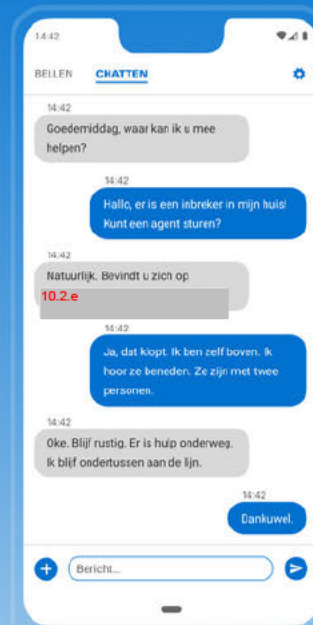 14:42
BELLEN CHATTEN
14:42
Goedemiddag, waar kan ik u mee
helpen?
14:42
Hallo, er is een inbreker in mijn huis!
Kunt een agent sturen?
14:42
Natuurlijk. Bevindt u zich op
10.2.e
14:42
Ja, dat klopt. Ik ben zelf boven. Ik
hoor ze beneden. Ze zijn met twee
personen.
14:42
Oke. Blijf rustig. Er is hulp onderweg.
Ik blijf ondertussen aan de lijn.
14:42
Dankuwel.
Bericht...